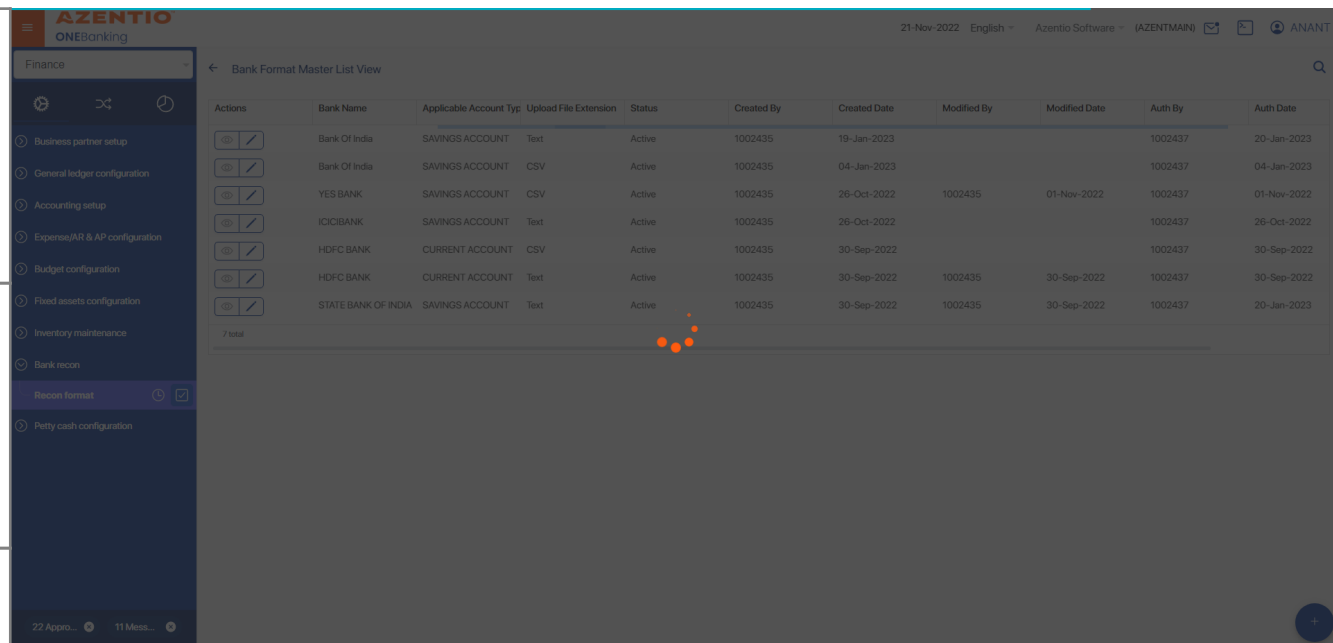 AZENTIO
ONEBanking
21-Nov-2022 English Azentio Software (AZENTMAIN) ANANT
Finance
Bank Format Master List View
Actions Bank Name Applicable Account Typ Upload File Extension Status Created By Created Date Modified By Modified Date Auth By Auth Date
Business partner setup
Bank Of India SAVINGS ACCOUNT Text Active 1002435 19-Jan-2023 1002437 20-Jan-2023
General ledger configuration
Bank Of India SAVINGS ACCOUNT CSV Active 1002435 04-Jan-2023 1002437 04-Jan-2023
Accounting setup
YES BANK SAVINGS ACCOUNT CSV Active 1002435 26-Oct-2022 1002435 01-Nov-2022 1002437 01-Nov-2022
Expense/AR & AP configuration
ICICIBANK SAVINGS ACCOUNT Text Active 1002435 26-Oct-2022 1002437 26-Oct-2022
HDFC BANK CURRENT ACCOUNT CSV Active 1002435 30-Sep-2022 1002437 30-Sep-2022
Budget configuration
HDFC BANK CURRENT ACCOUNT Text Active 1002435 30-Sep-2022 1002435 30-Sep-2022 1002437 30-Sep-2022
Fixed assets configuration
STATE BANK OF INDIA SAVINGS ACCOUNT Text Active 1002435 30-Sep-2022 1002435 30-Sep-2022 1002437 20-Jan-2023
Inventory maintenance
7 total
Bank recon
Recon format
Petty cash configuration
22 Appro... 11 Mess...